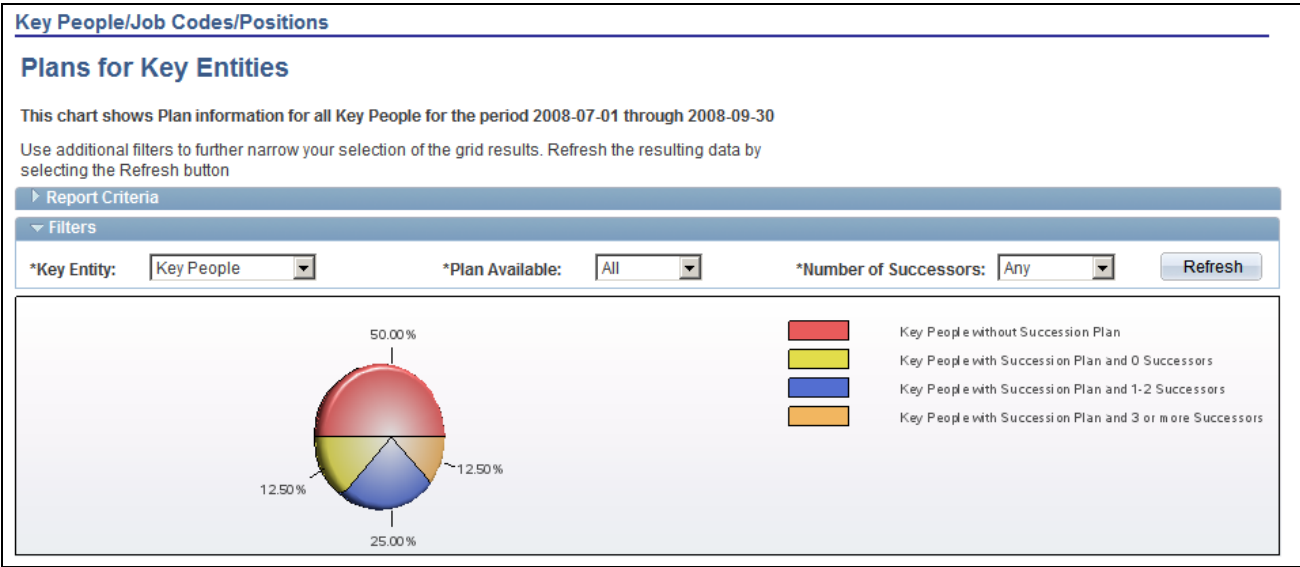 Key People/Job Codes/Positions
Plans for Key Entities
This chart shows Plan information for all Key People for the period 2008-07-01 through 2008-09-30
Use additional filters to further narrow your selection of the grid results. Refresh the resulting data by
selecting the Refresh button
Report Criteria
Filters
*Key Entity: Key People *Plan Available: All *Number of Successors: Any Refresh
50.00%
12.50%
12.50%
25.00%
Key People without Succession Plan
Key People with Succession Plan and 0 Successors
Key People with Succession Plan and 1-2 Successors
Key People with Succession Plan and 3 or more Successors